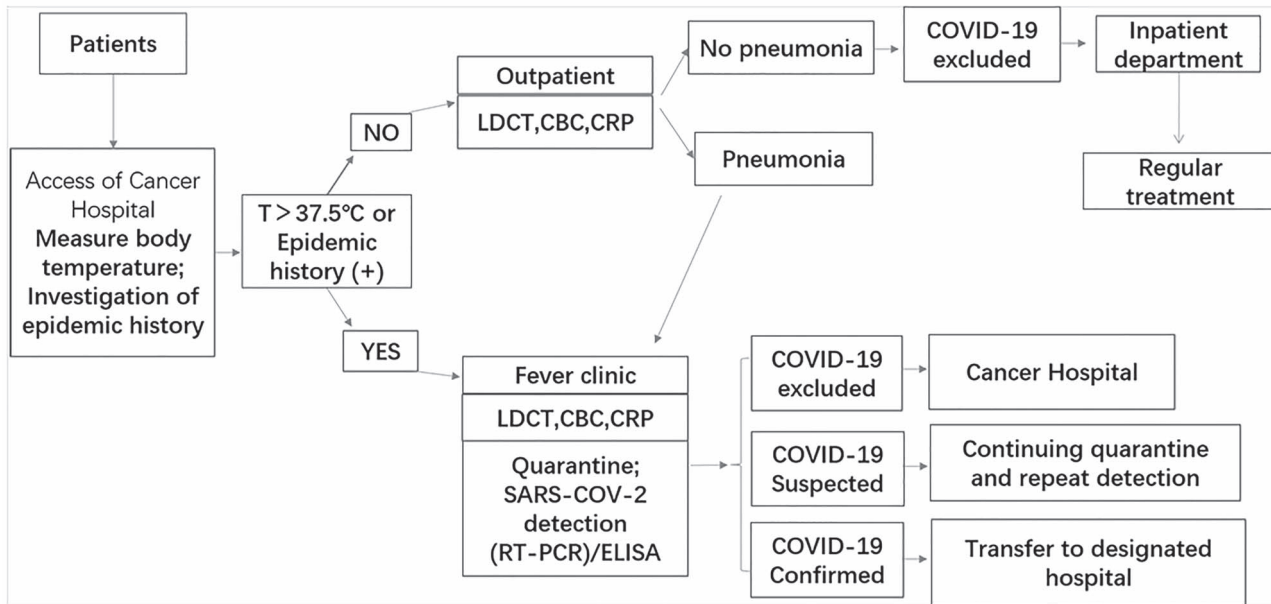 Patients
Access of Cancer
Hospital
Measure body
temperature;
Investigation of
epidemic history
T＞37.5℃ or
Epidemic
history (+)
NO
YES
Outpatient
LDCT,CBC,CRP
No pneumonia
COVID-19
excluded
Inpatient
department
Regular
treatment
Pneumonia
Fever clinic
LDCT,CBC,CRP
Quarantine;
SARS-COV-2
detection
(RT-PCR)/ELISA
COVID-19
excluded
Cancer Hospital
COVID-19
Suspected
Continuing quarantine
and repeat detection
COVID-19
Confirmed
Transfer to designated
hospital